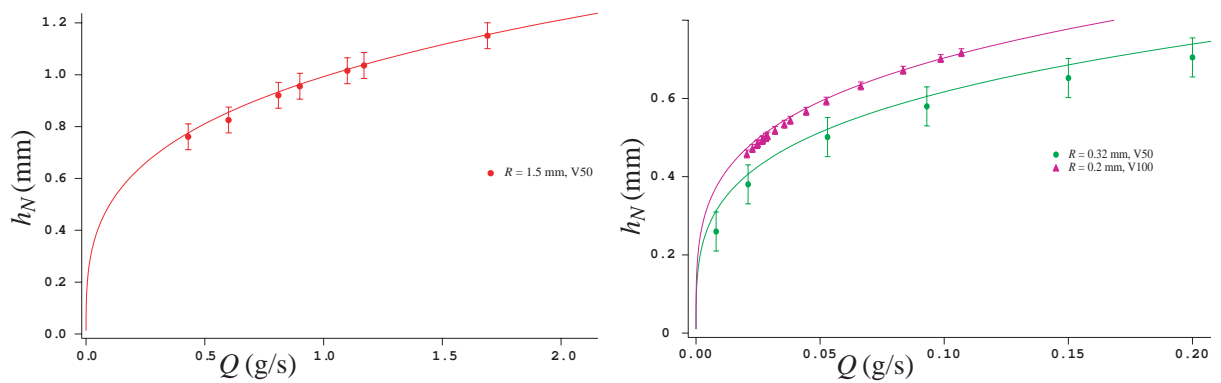 1.2
1.0
0.8
0.6
0.4
0.2
0.0
h_N (mm)
R = 1.5 mm, V50
0.0 0.5 1.0 1.5 2.0
Q (g/s)
0.6
0.4
0.2
0
h_N (mm)
R = 0.32 mm, V50
R = 0.2 mm, V100
0.00 0.05 0.10 0.15 0.20
Q (g/s)